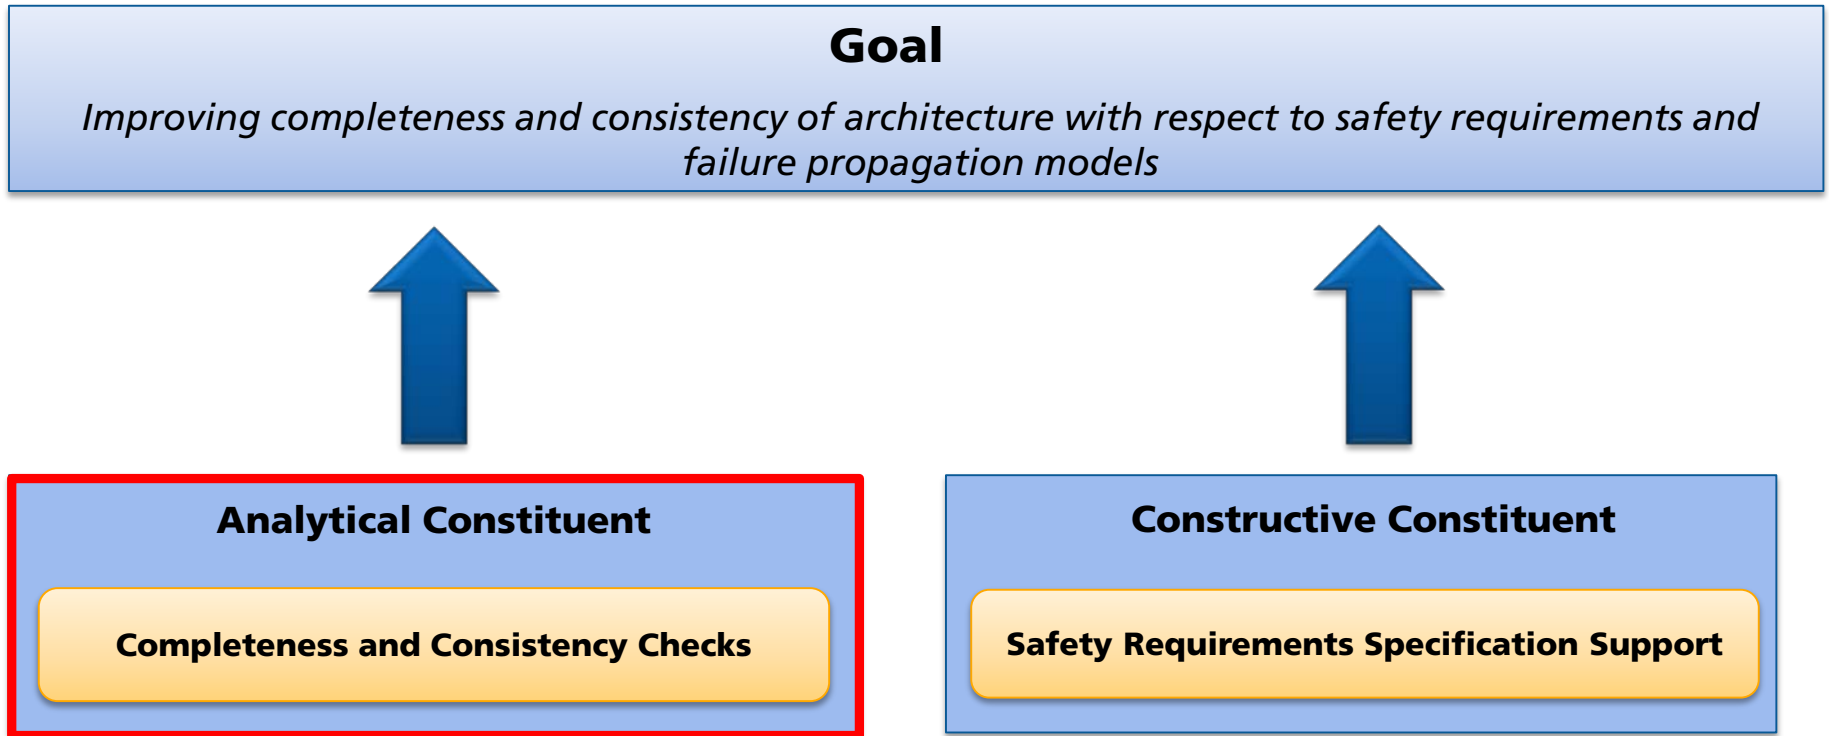 Goal
Improving completeness and consistency of architecture with respect to safety requirements and
failure propagation models
Analytical Constituent
Constructive Constituent
Completeness and Consistency Checks
Safety Requirements Specification Support